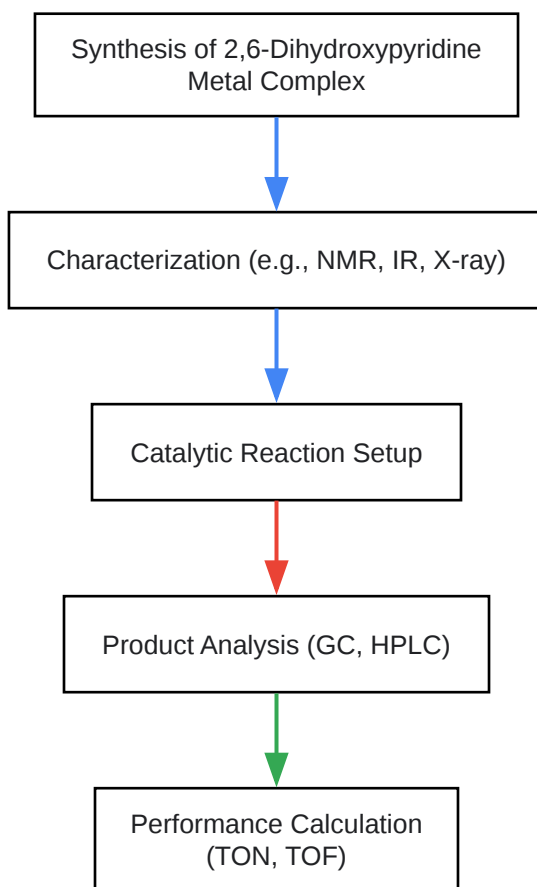 Synthesis of 2,6-Dihydroxypyridine
Metal Complex
Characterization (e.g., NMR, IR, X-ray)
Catalytic Reaction Setup
Product Analysis (GC, HPLC)
Performance Calculation
(TON, TOF)